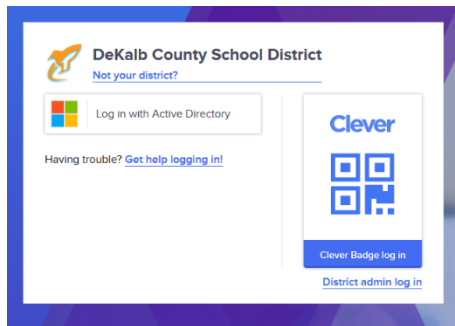 DeKalb County School District
Not your district?
Log in with Active Directory
Having trouble? Get help logging in!
Clever
Clever Badge log in
District admin log in